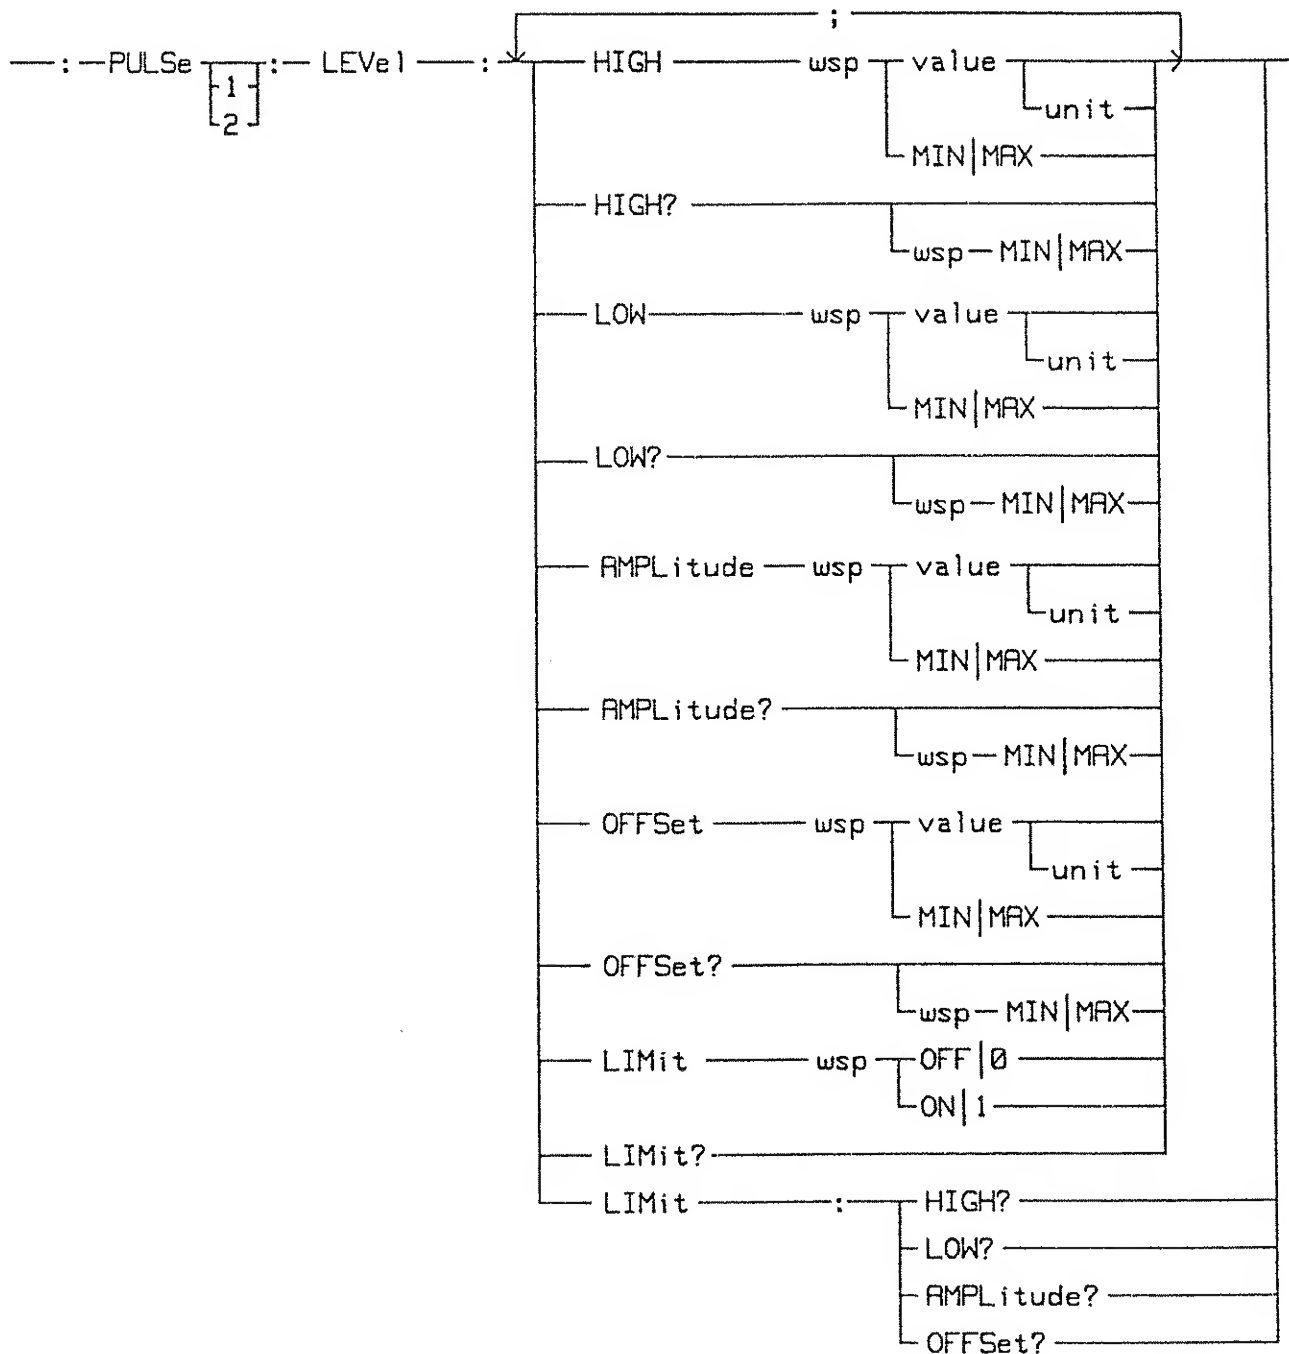 ;
: PULSe : LEVel : HIGH wsp value
1
unit
2
MIN|MAX
HIGH?
wsp MIN|MAX
LOW wsp value
unit
MIN|MAX
LOW?
wsp MIN|MAX
AMPLitude wsp value
unit
MIN|MAX
AMPLitude?
wsp MIN|MAX
OFFSet wsp value
unit
MIN|MAX
OFFSet?
wsp MIN|MAX
LIMit wsp OFF|0
ON|1
LIMit?
LIMit : HIGH?
LOW?
AMPLitude?
OFFSet?